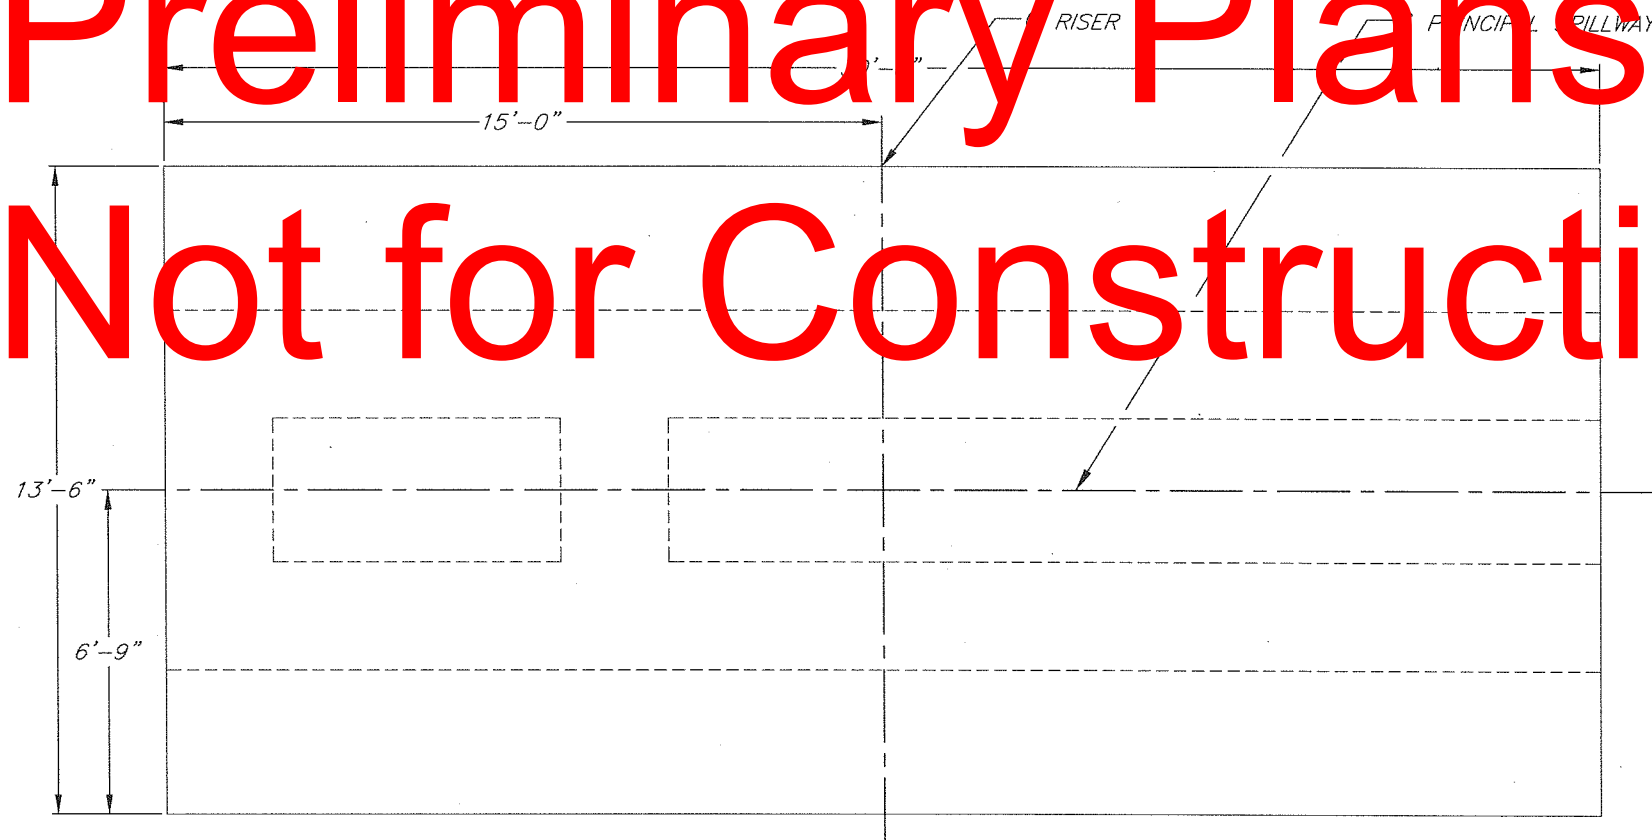 Preliminary Plans
RISER
15'-0"
Not for Constructi
13'-6"
6'-9"